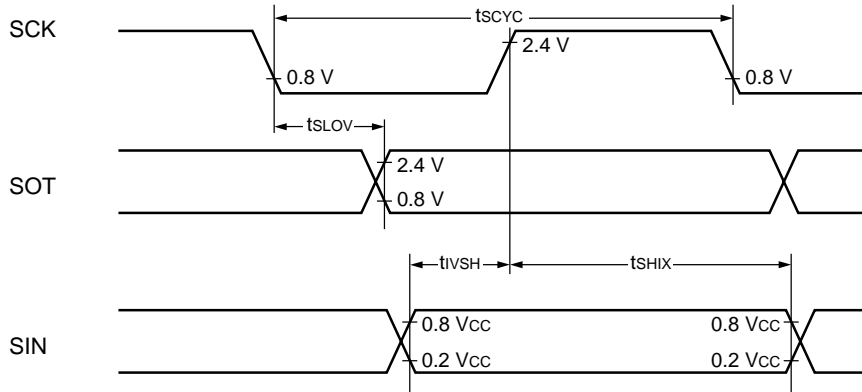 SCK
tSCYC
2.4 V
0.8 V
0.8 V
tSLOV
SOT
2.4 V
0.8 V
tIVSH
tSHIX
SIN
0.8 VCC
0.8 VCC
0.2 VCC
0.2 VCC